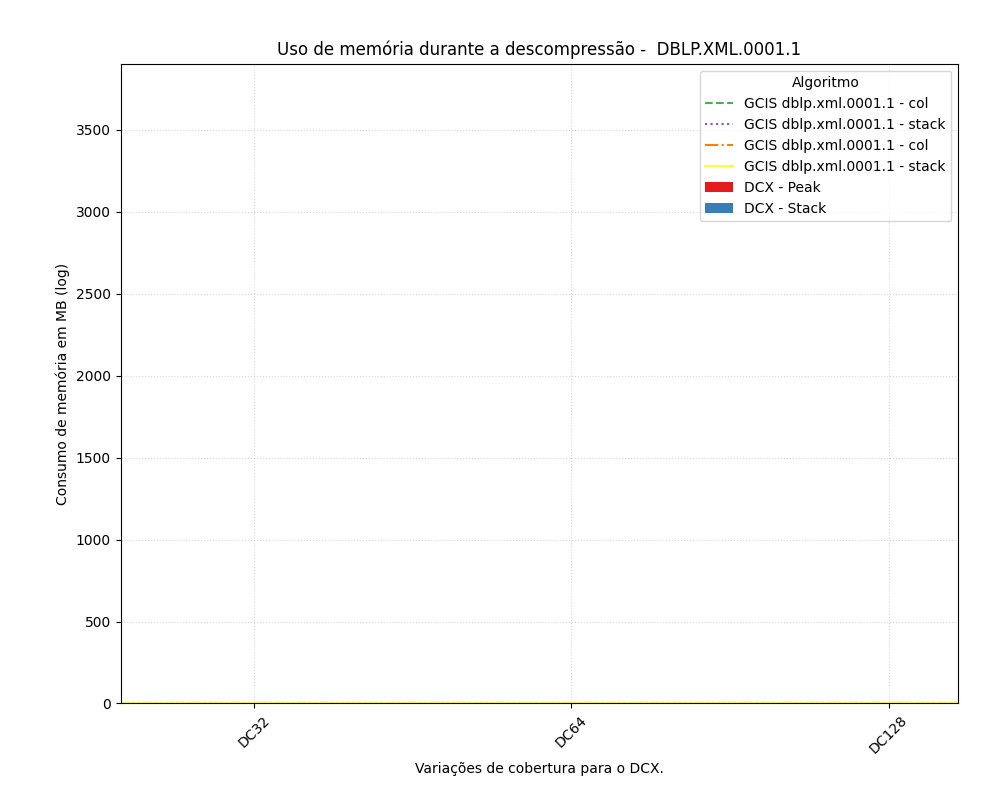 Uso de memória durante a descompressão -  DBLP.XML.0001.1
Algoritmo
GCIS dblp.xml.0001.1 - col
GCIS dblp.xml.0001.1 - stack
GCIS dblp.xml.0001.1 - col
GCIS dblp.xml.0001.1 - stack
DCX - Peak
DCX - Stack
Consumo de memória em MB (log)
3500
3000
2500
2000
1500
1000
500
0
DC32
DC64
DC128
Variações de cobertura para o DCX.